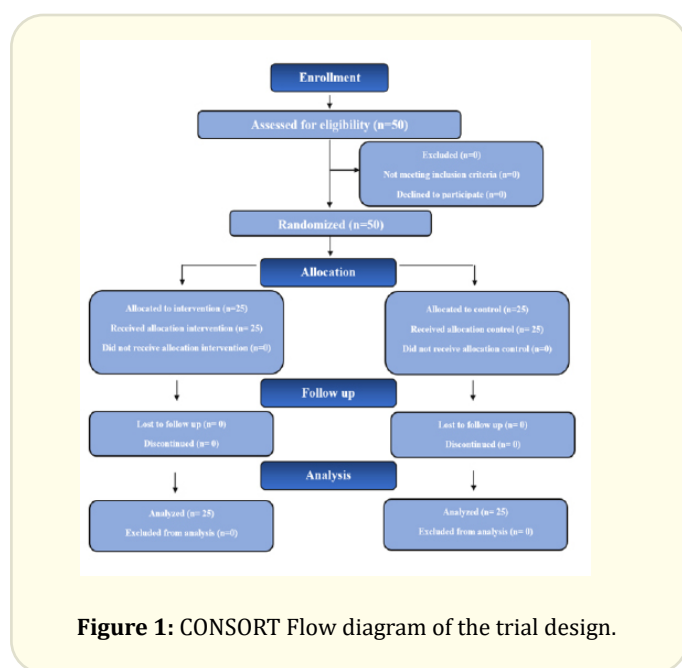 Enrollment
Assessed for eligibility (n=50)
Excluded (n=0)
Not meeting inclusion criteria (n=0)
Declined to participate (n=0)
Randomized (n=50)
Allocation
Allocated to intervention (n=25)
Received allocation intervention (n= 25)
Did not receive allocation intervention (n=0)
Allocated to control (n=25)
Received allocation control (n= 25)
Did not receive allocation control (n=0)
Follow up
Lost to follow up (n= 0)
Discontinued (n= 0)
Lost to follow up (n= 0)
Discontinued (n= 0)
Analysis
Analyzed (n= 25)
Excluded from analysis (n=0)
Analyzed (n= 25)
Excluded from analysis (n= 0)
Figure 1: CONSORT Flow diagram of the trial design.